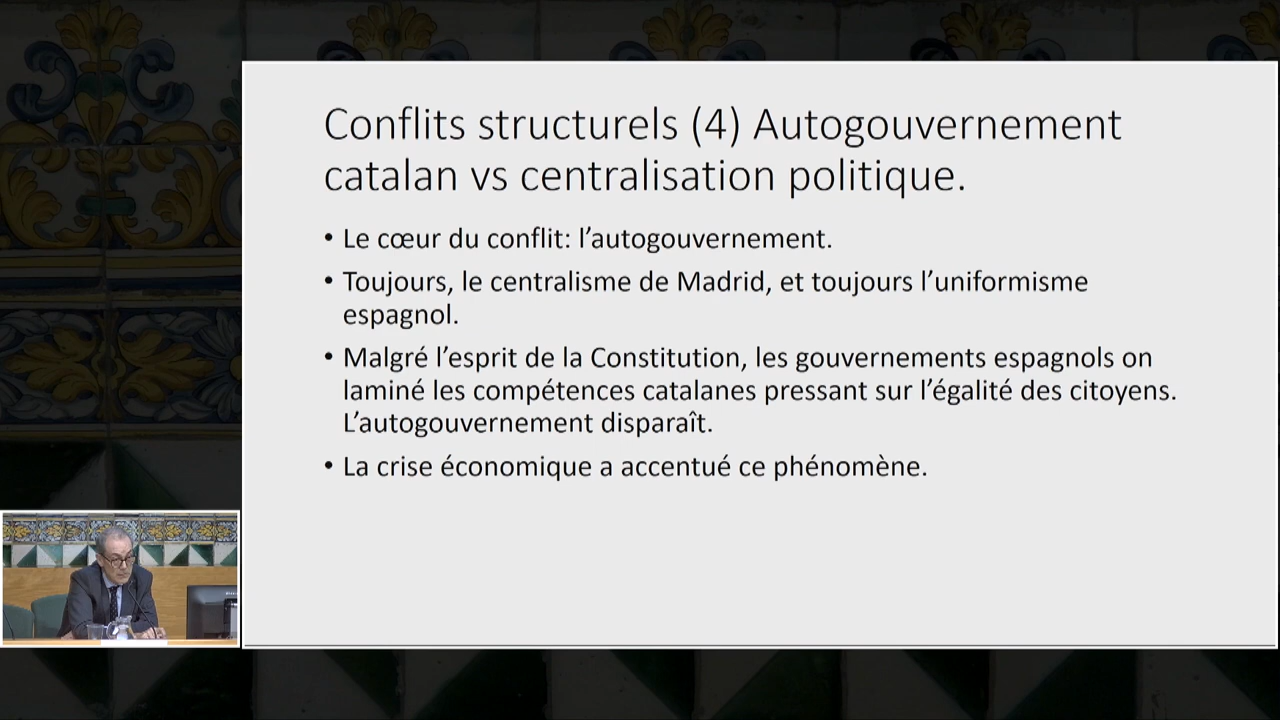 Conflits structurels (4) Autogouvernement
catalan vs centralisation politique.
• Le cœur du conflit: l’autogouvernement.
• Toujours, le centralisme de Madrid, et toujours l’uniformisme
espagnol.
• Malgré l’esprit de la Constitution, les gouvernements espagnols on
laminé les compétences catalanes pressant sur l’égalité des citoyens.
L’autogouvernement disparaît.
• La crise économique a accentué ce phénomène.